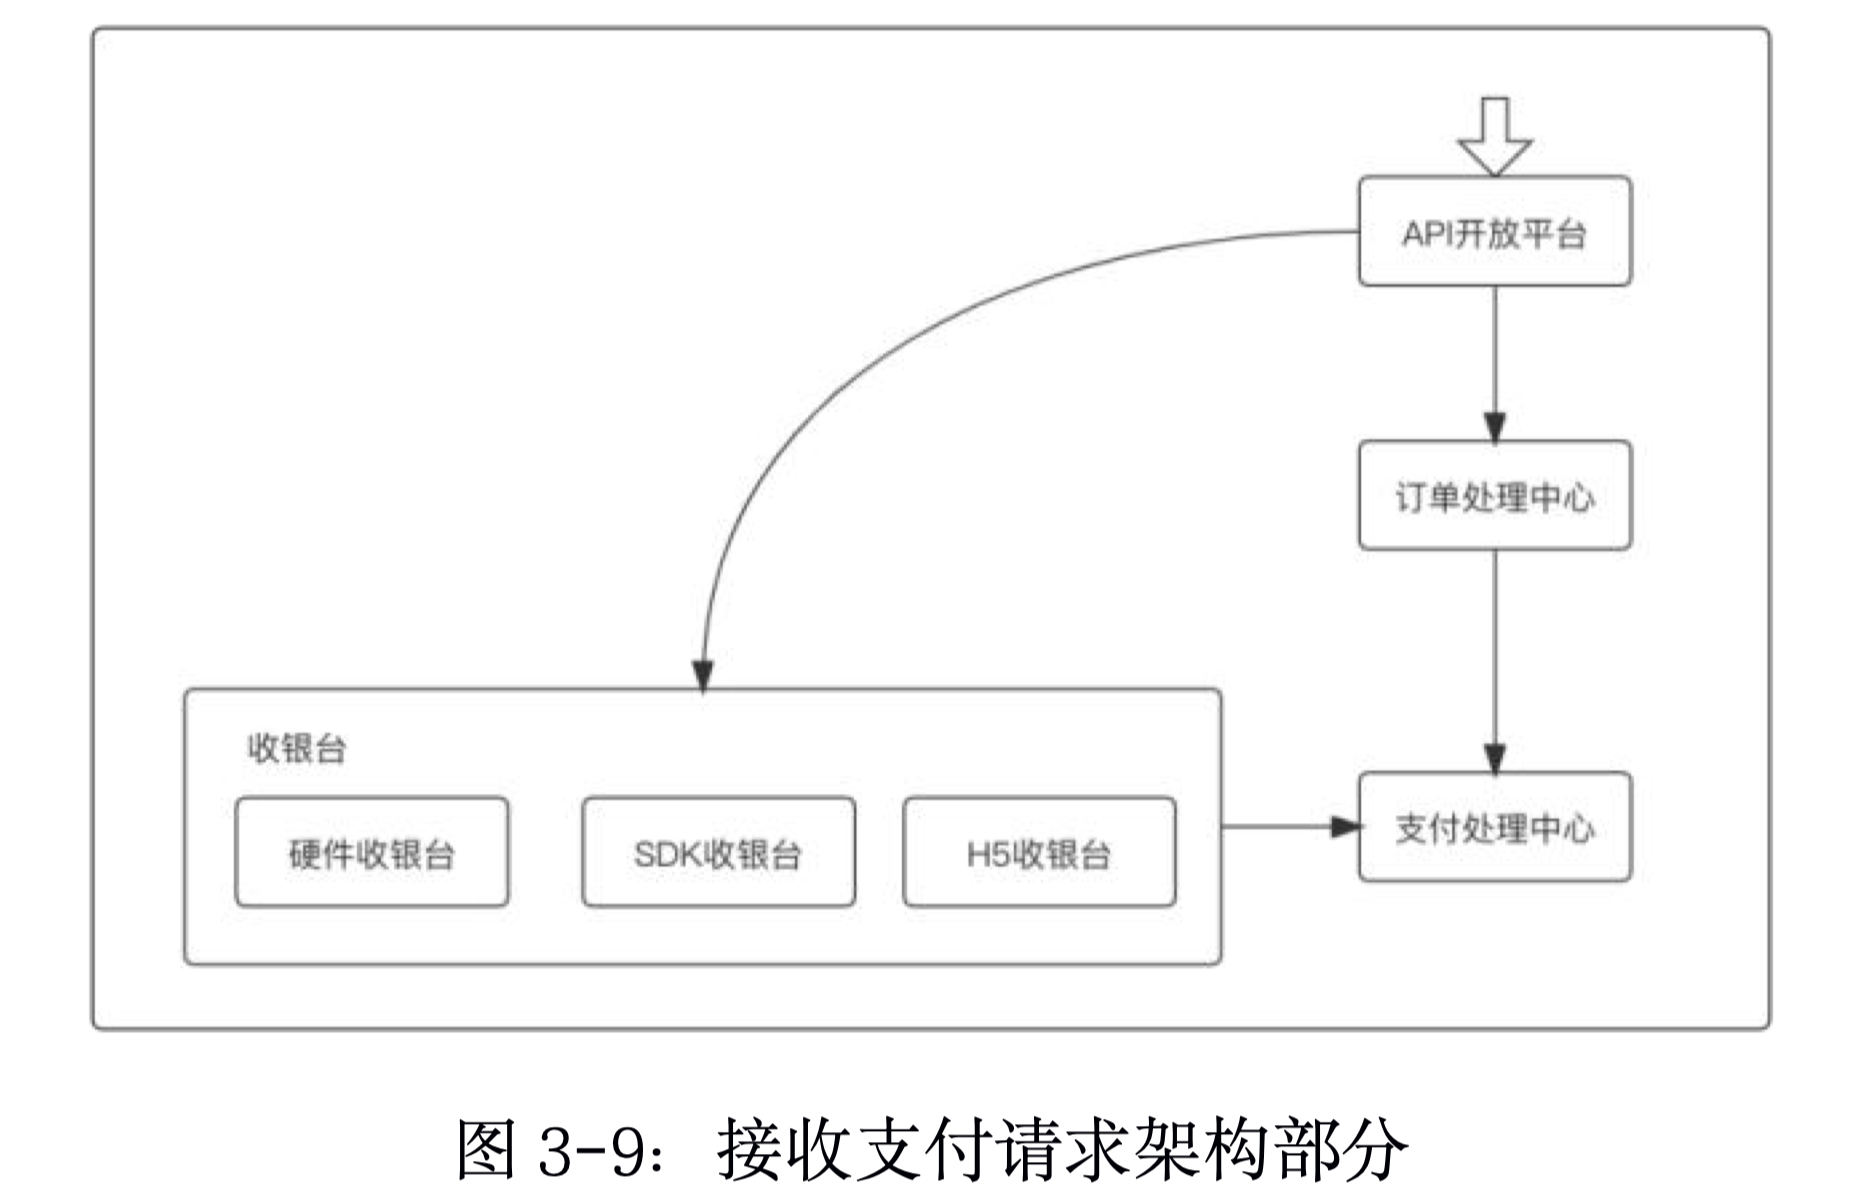 API开放平台
订单处理中心
收银台
硬件收银台
SDK收银台
H5收银台
支付处理中心
图 3-9：接收支付请求架构部分